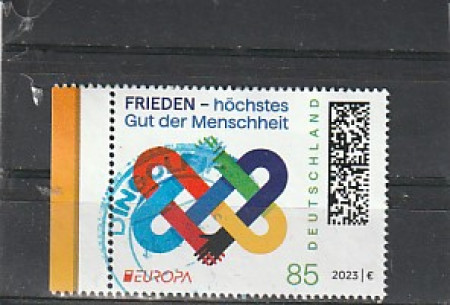 FRIEDEN – höchstes
Gut der Menschheit
DEUTSCHLAND
EUROPA
85 2023 | €